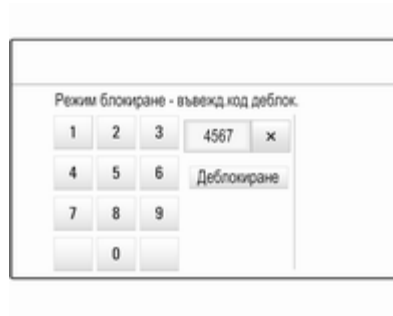 Режим блокиране - въвежд.код деблок.
1 2 3 4567 ×
4 5 6 Деблокиране
7 8 9
0